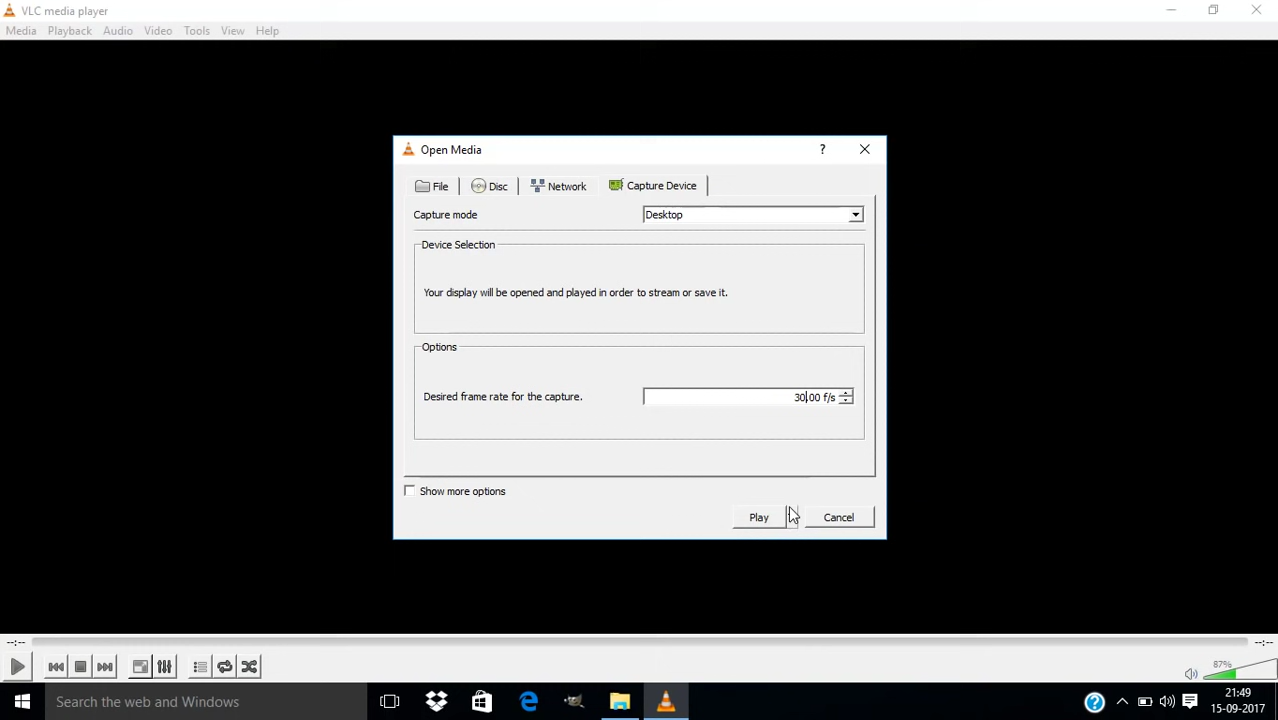 VLC media player
Media Playback Audio Video Tools View Help
Open Media
?
File Disc Network Capture Device
Capture mode Desktop
Device Selection
Your display will be opened and played in order to stream or save it.
Options
Desired frame rate for the capture. 30.00 f/s
Show more options
Play Cancel
--:-- --:--
87%
Search the web and Windows
?
21:49
15-09-2017